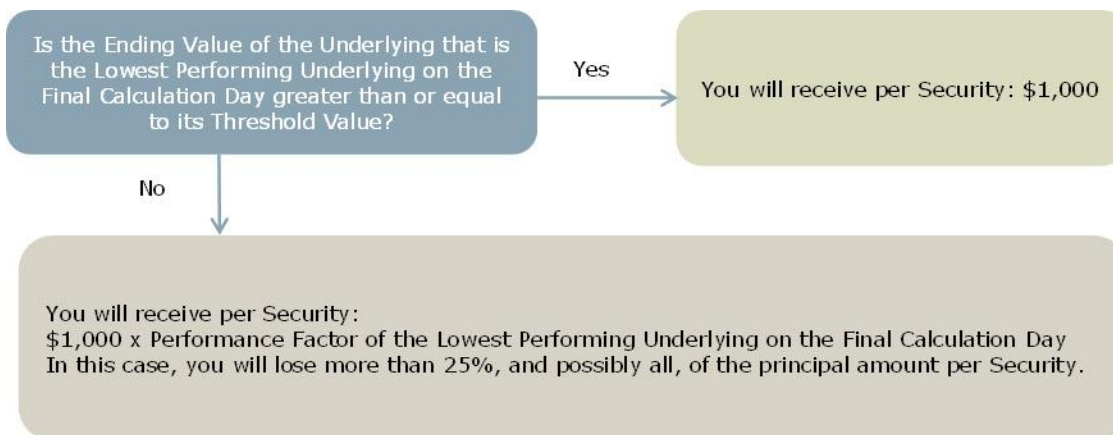 Is the Ending Value of the Underlying that is
the Lowest Performing Underlying on the
Final Calculation Day greater than or equal
to its Threshold Value?
Yes
You will receive per Security: $1,000
No
You will receive per Security:
$1,000 x Performance Factor of the Lowest Performing Underlying on the Final Calculation Day
In this case, you will lose more than 25%, and possibly all, of the principal amount per Security.